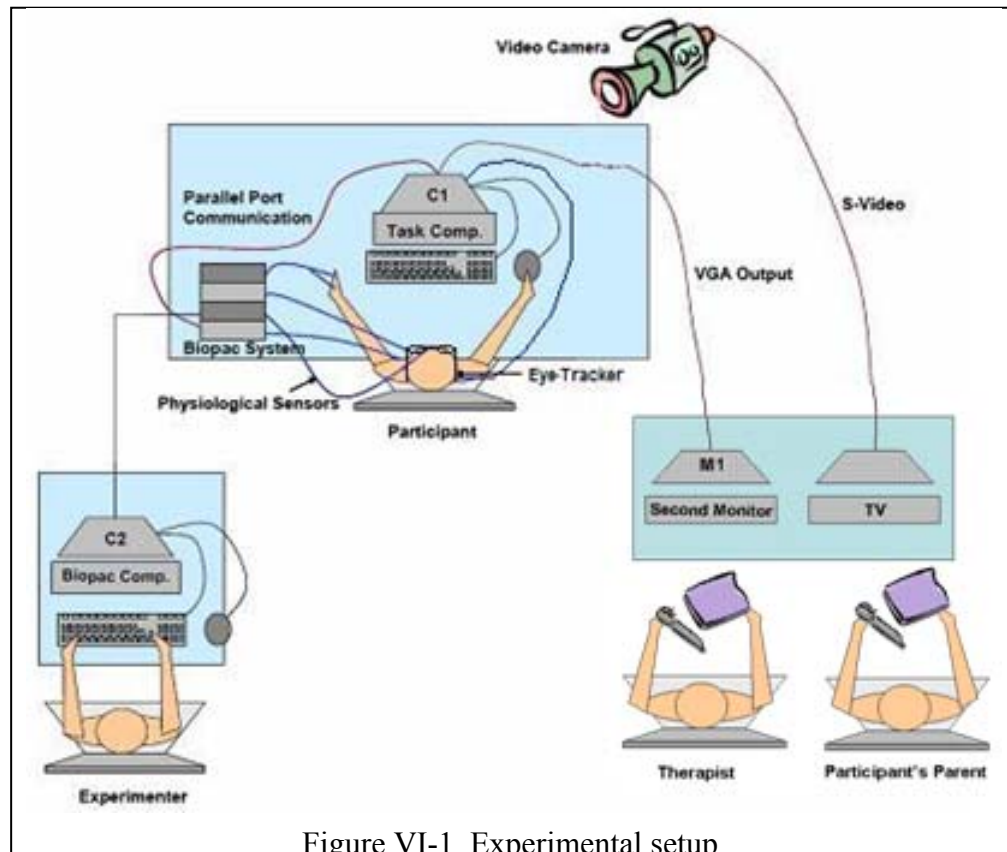 Video Camera
Parallel Port
Communication
C1
Task Comp.
S-Video
VGA Output
Biopac System
Eye-Tracker
Physiological Sensors
Participant
M1
Second Monitor
TV
C2
Biopac Comp.
Therapist
Participant's Parent
Experimenter
Figure VI-1 Experimental setup